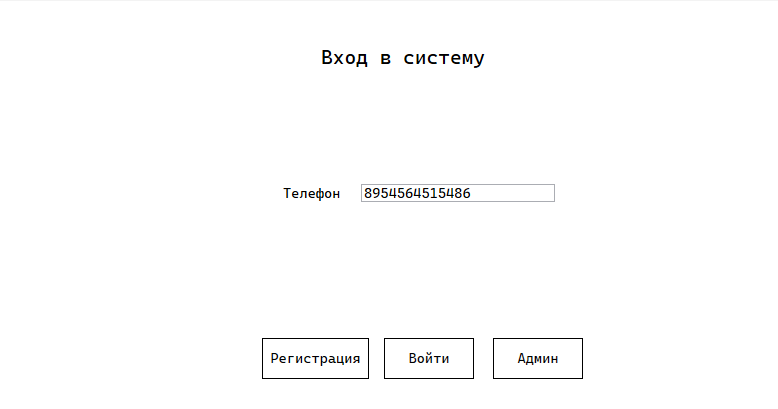 Вход в систему
Телефон 8954564515486
Регистрация Войти Админ